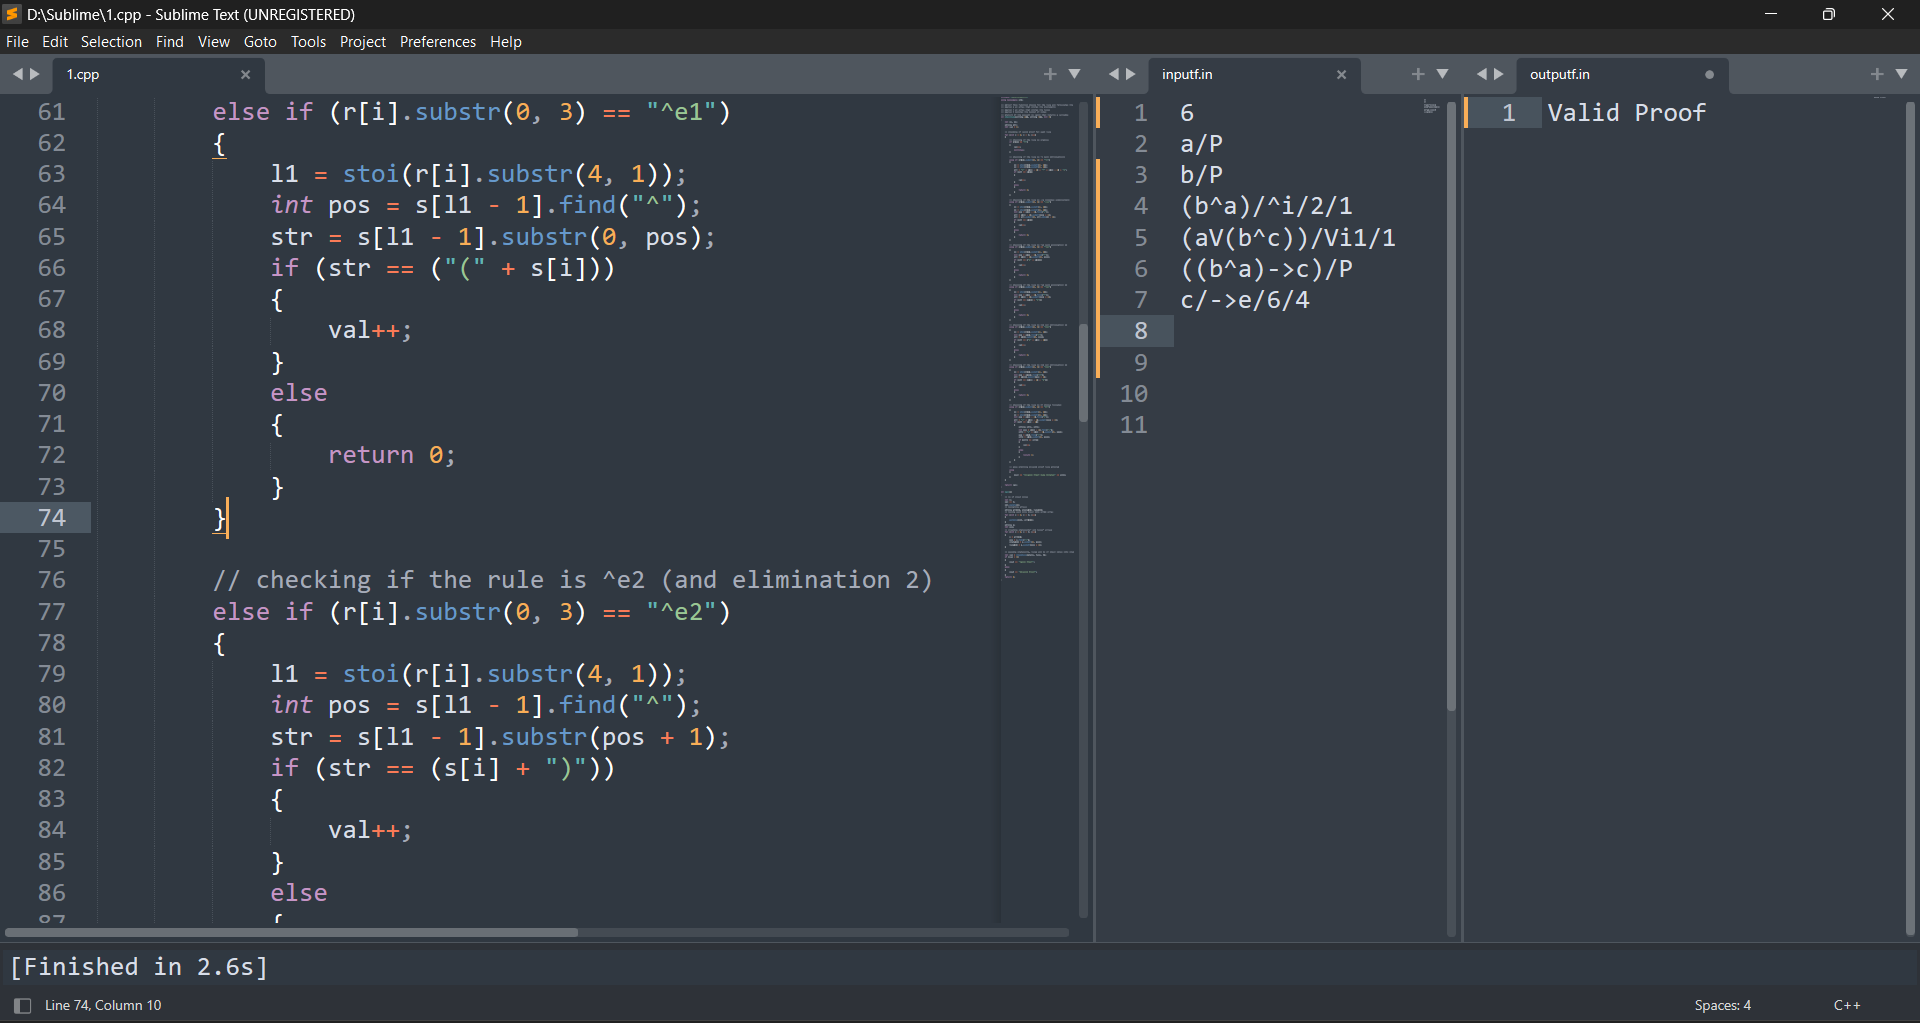 D:\Sublime\1.cpp - Sublime Text (UNREGISTERED)
File Edit Selection Find View Goto Tools Project Preferences Help
1.cpp
61 else if (r[i].substr(0, 3) == "^e1")
62 {
63 l1 = stoi(r[i].substr(4, 1));
64 int pos = s[l1 - 1].find("^");
65 str = s[l1 - 1].substr(0, pos);
66 if (str == ("(" + s[i]))
67 {
68 val++;
69 }
70 else
71 {
72 return 0;
73 }
74 }
75
76 // checking if the rule is ^e2 (and elimination 2)
77 else if (r[i].substr(0, 3) == "^e2")
78 {
79 l1 = stoi(r[i].substr(4, 1));
80 int pos = s[l1 - 1].find("^");
81 str = s[l1 - 1].substr(pos + 1);
82 if (str == (s[i] + ")"))
83 {
84 val++;
85 }
86 else
87 {
inputf.in
1 6
2 a/P
3 b/P
4 (b^a)/^i/2/1
5 (aV(b^c))/Vi1/1
6 ((b^a)->c)/P
7 c/->e/6/4
8
9
10
11
outputf.in
1 Valid Proof
[Finished in 2.6s]
Line 74, Column 10
Spaces: 4
C++